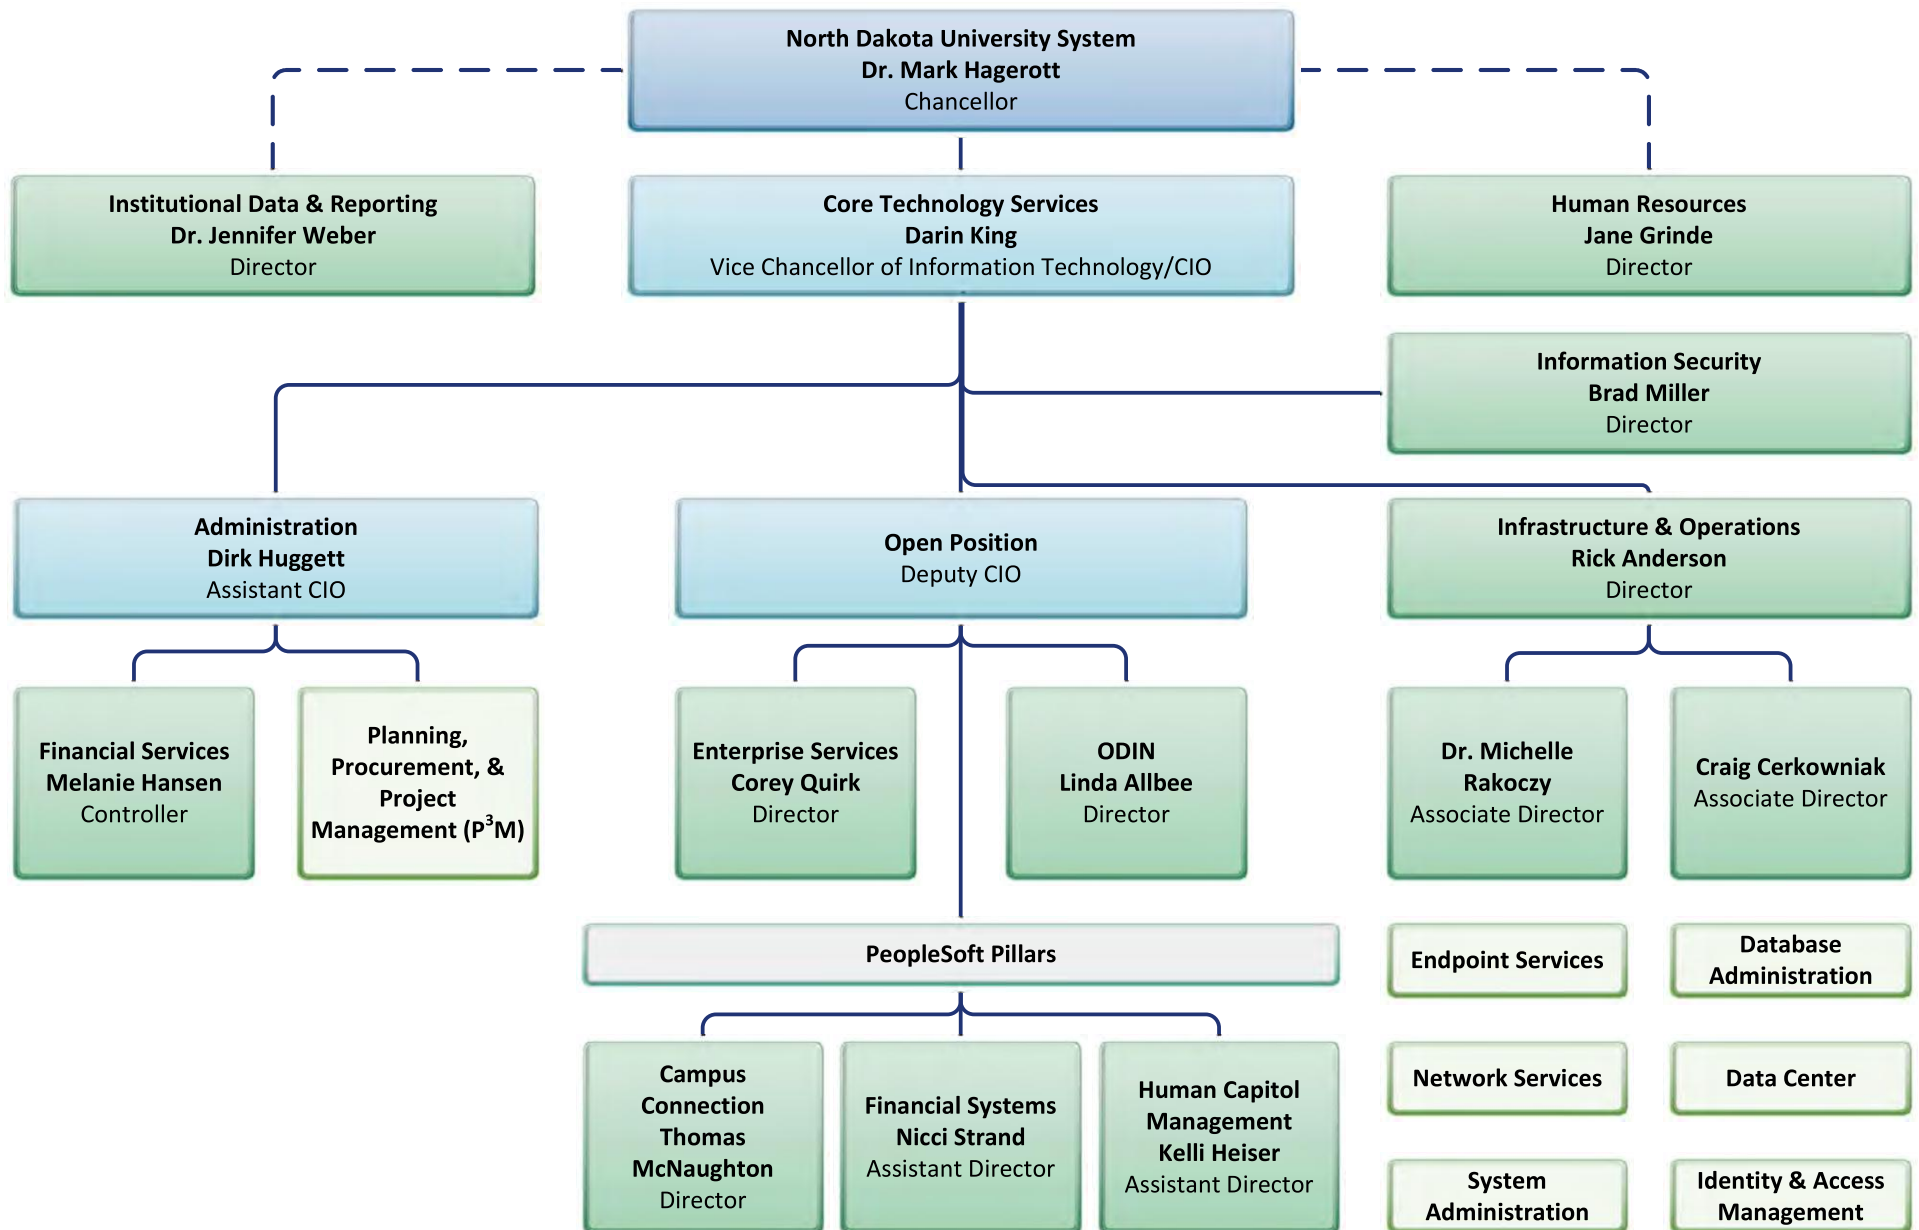 North Dakota University System
Dr. Mark Hagerott
Chancellor
Institutional Data & Reporting
Dr. Jennifer Weber
Director
Core Technology Services
Darin King
Vice Chancellor of Information Technology/CIO
Human Resources
Jane Grinde
Director
Information Security
Brad Miller
Director
Administration
Dirk Huggett
Assistant CIO
Open Position
Deputy CIO
Infrastructure & Operations
Rick Anderson
Director
Financial Services
Melanie Hansen
Controller
Planning,
Procurement, &
Project
Management (P³M)
Enterprise Services
Corey Quirk
Director
ODIN
Linda Allbee
Director
Dr. Michelle
Rakoczy
Associate Director
Craig Cerkowniak
Associate Director
PeopleSoft Pillars
Campus
Connection
Thomas
McNaughton
Director
Financial Systems
Nicci Strand
Assistant Director
Human Capitol
Management
Kelli Heiser
Assistant Director
Endpoint Services
Database
Administration
Network Services
Data Center
System
Administration
Identity & Access
Management